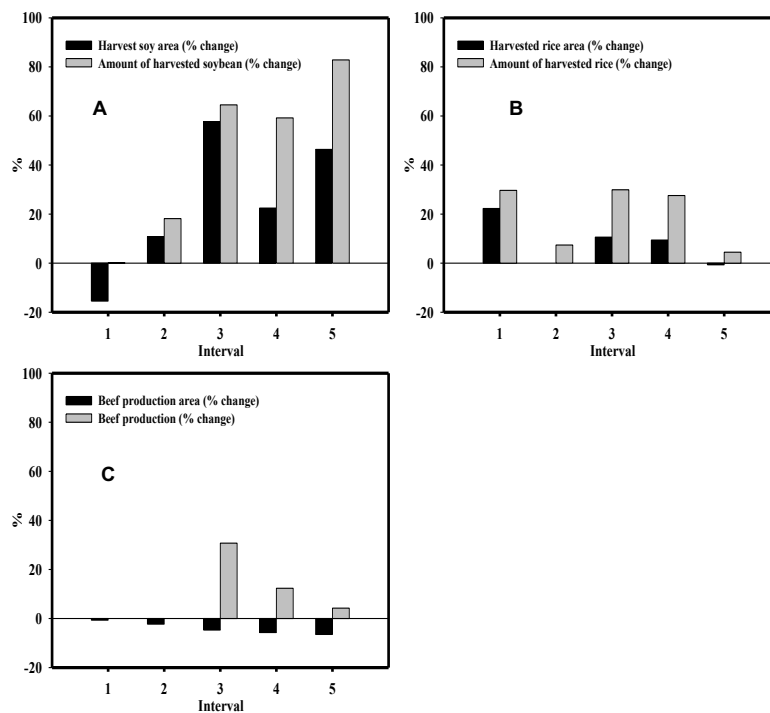 100
80
60
40
20
0
-20
%
Harvest soy area (% change)
Amount of harvested soybean (% change)
A
1 2 3 4 5
Interval
100
80
60
40
20
0
-20
%
Harvested rice area (% change)
Amount of harvested rice (% change)
B
1 2 3 4 5
Interval
100
80
60
40
20
0
-20
%
Beef production area (% change)
Beef production (% change)
C
1 2 3 4 5
Interval